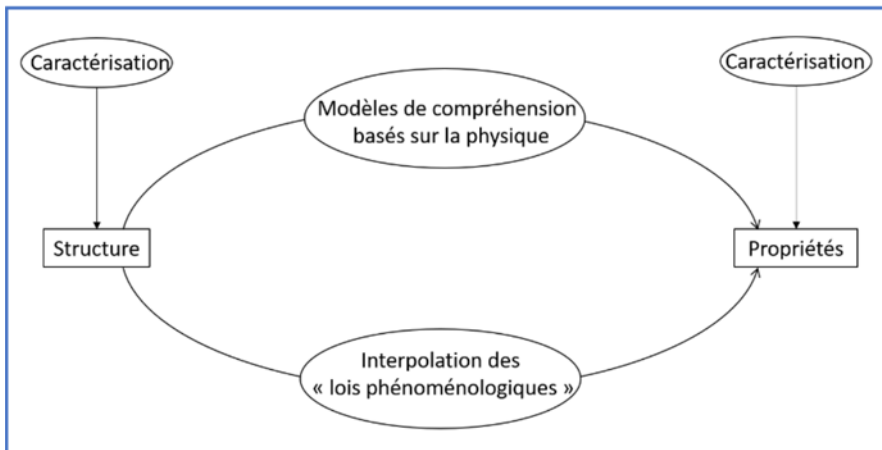 Caractérisation
Caractérisation
Modèles de compréhension
basés sur la physique
Structure
Propriétés
Interpolation des
« lois phénoménologiques »